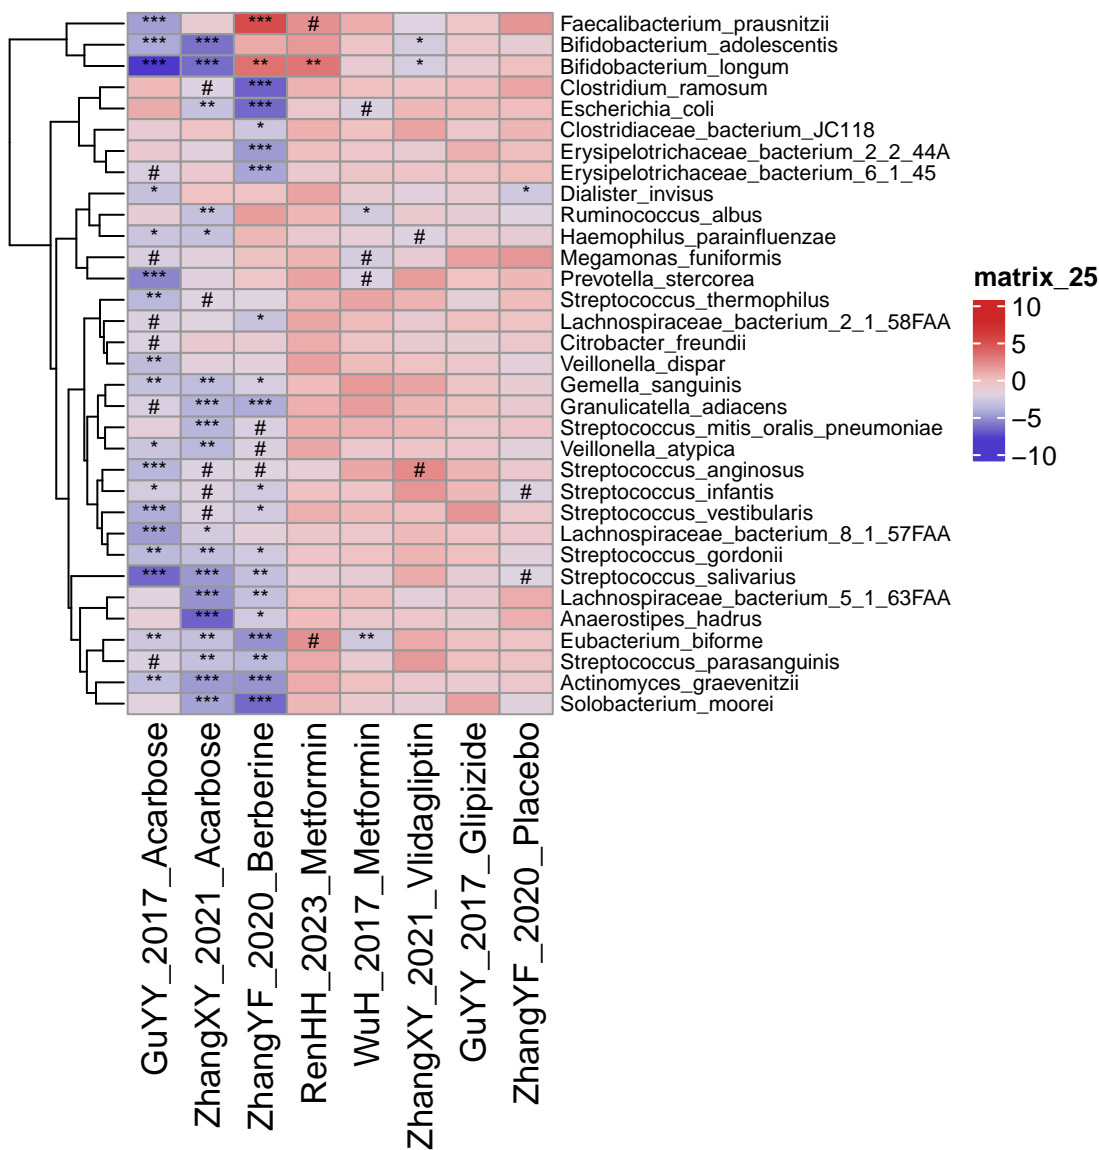 *** *** # Faecalibacterium_prausnitzii
*** *** * Bifidobacterium_adolescentis
*** *** ** ** * Bifidobacterium_longum
# *** Clostridium_ramosum
** *** # Escherichia_coli
* Clostridiaceae_bacterium_JC118
*** Erysipelotrichaceae_bacterium_2_2_44A
# *** Erysipelotrichaceae_bacterium_6_1_45
* * Dialister_invisus
** * Ruminococcus_albus
* * # Haemophilus_parainfluenzae
# # Megamonas_funiformis
*** # Prevotella_stercorea
** # Streptococcus_thermophilus
# * Lachnospiraceae_bacterium_2_1_58FAA
# Citrobacter_freundii
** Veillonella_dispar
** ** * Gemella_sanguinis
# *** *** Granulicatella_adiacens
*** # Streptococcus_mitis_oralis_pneumoniae
* ** # Veillonella_atypica
*** # # # Streptococcus_anginosus
* # * # Streptococcus_infantis
*** # * Streptococcus_vestibularis
*** * Lachnospiraceae_bacterium_8_1_57FAA
** ** * Streptococcus_gordonii
*** *** ** # Streptococcus_salivarius
*** ** Lachnospiraceae_bacterium_5_1_63FAA
*** * Anaerostipes_hadrus
** ** *** # ** Eubacterium_biforme
# ** ** Streptococcus_parasanguinis
** *** *** Actinomyces_graevenitzii
*** *** Solobacterium_moorei
GuYY_2017_Acarbose
ZhangXY_2021_Acarbose
ZhangYF_2020_Berberine
RenHH_2023_Metformin
WuH_2017_Metformin
ZhangXY_2021_Vlidagliptin
GuYY_2017_Glipizide
ZhangYF_2020_Placebo
matrix_25
10
5
0
−5
−10